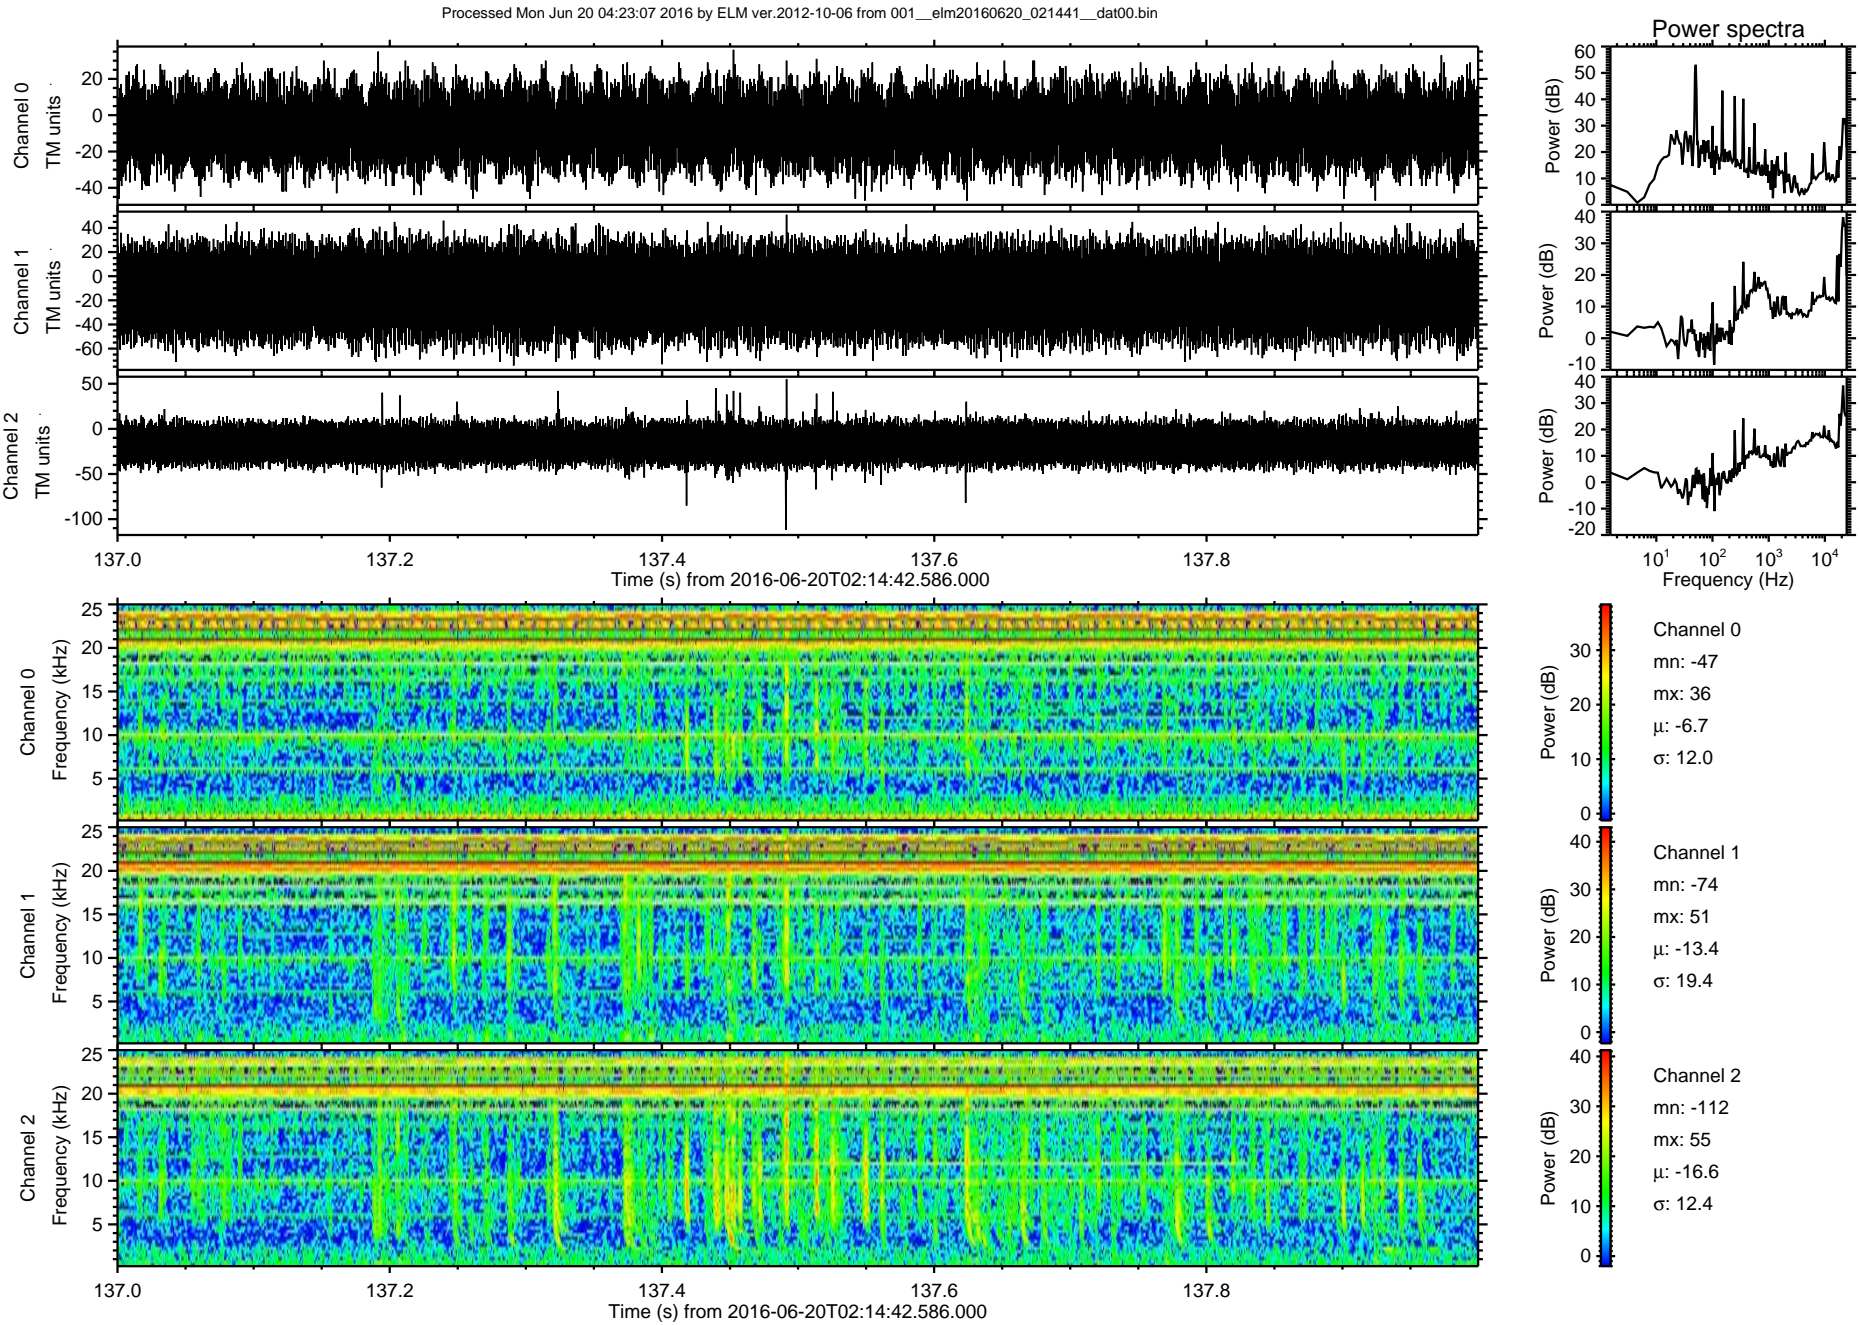 Processed Mon Jun 20 04:23:07 2016 by ELM ver.2012-10-06 from 001__elm20160620_021441__dat00.bin
Power spectra
Channel 0
TM units
20
0
-20
-40
Power (dB)
60
50
40
30
20
10
0
Channel 1
TM units
40
20
0
-20
-40
-60
Power (dB)
40
30
20
10
0
-10
Channel 2
TM units
50
0
-50
-100
Power (dB)
40
30
20
10
0
-10
-20
137.0 137.2 137.4 137.6 137.8
Time (s) from 2016-06-20T02:14:42.586.000
10¹ 10² 10³ 10⁴
Frequency (Hz)
Channel 0
Frequency (kHz)
25
20
15
10
5
Power (dB)
30
20
10
0
Channel 0
mn: -47
mx: 36
µ: -6.7
σ: 12.0
Channel 1
Frequency (kHz)
25
20
15
10
5
Power (dB)
40
30
20
10
0
Channel 1
mn: -74
mx: 51
µ: -13.4
σ: 19.4
Channel 2
Frequency (kHz)
25
20
15
10
5
Power (dB)
40
30
20
10
0
Channel 2
mn: -112
mx: 55
µ: -16.6
σ: 12.4
137.0 137.2 137.4 137.6 137.8
Time (s) from 2016-06-20T02:14:42.586.000